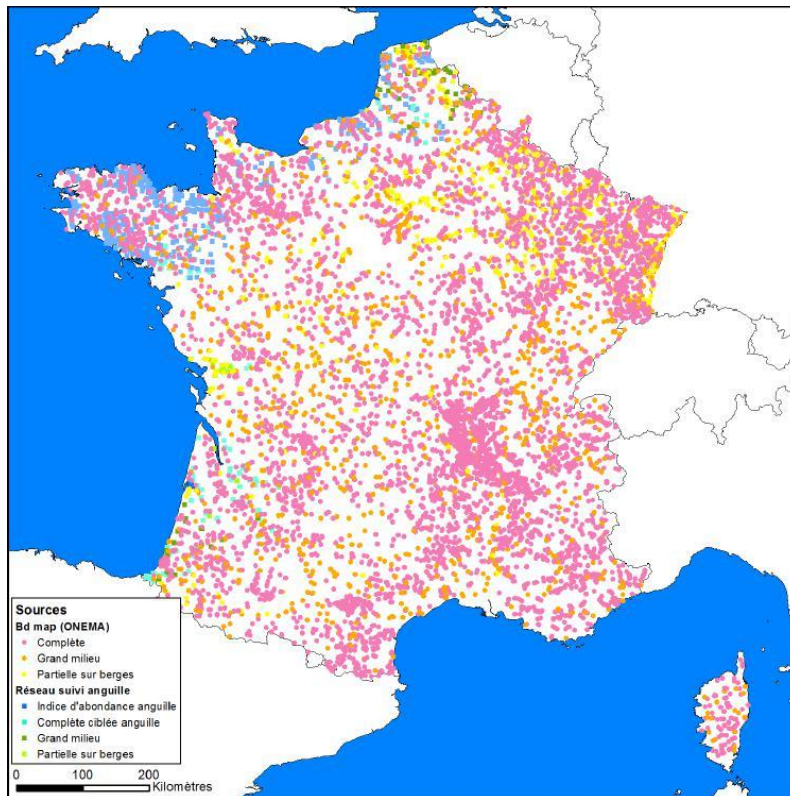 Sources
Bd map (ONEMA)
Complète
Grand milieu
Partielle sur berges
Réseau suivi anguille
Indice d'abondance anguille
Complète ciblée anguille
Grand milieu
Partielle sur berges
0 100 200
Kilomètres